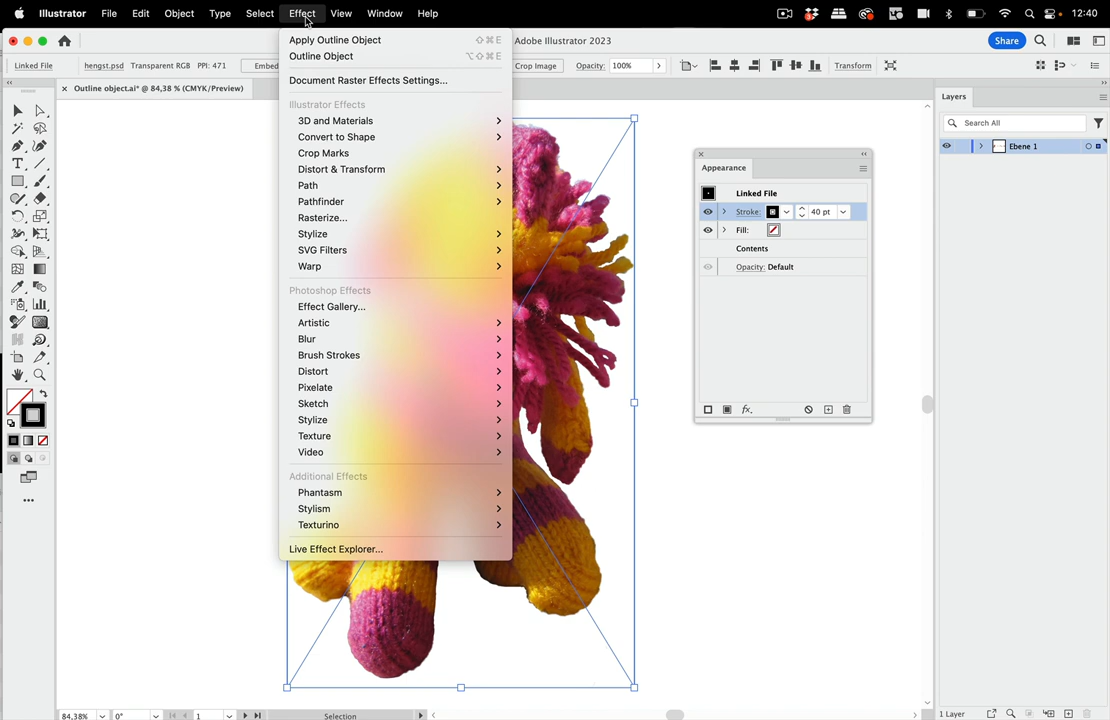 Illustrator File Edit Object Type Select Effect View Window Help 12:40
Adobe Illustrator 2023 Share
Linked File hengst.psd Transparent RGB PPI: 471 Embed Crop Image Opacity: 100% Transform
× Outline object.ai* @ 84,38 % (CMYK/Preview)
Apply Outline Object ⇧⌘E
Outline Object ⌥⇧⌘E
Document Raster Effects Settings...
Illustrator Effects
3D and Materials
Convert to Shape
Crop Marks
Distort & Transform
Path
Pathfinder
Rasterize...
Stylize
SVG Filters
Warp
Photoshop Effects
Effect Gallery...
Artistic
Blur
Brush Strokes
Distort
Pixelate
Sketch
Stylize
Texture
Video
Additional Effects
Phantasm
Stylism
Texturino
Live Effect Explorer...
Appearance
Linked File
Stroke: 40 pt
Fill:
Contents
Opacity: Default
fx.
Layers
Search All
Ebene 1
84,38% 0° 1 Selection
1 Layer